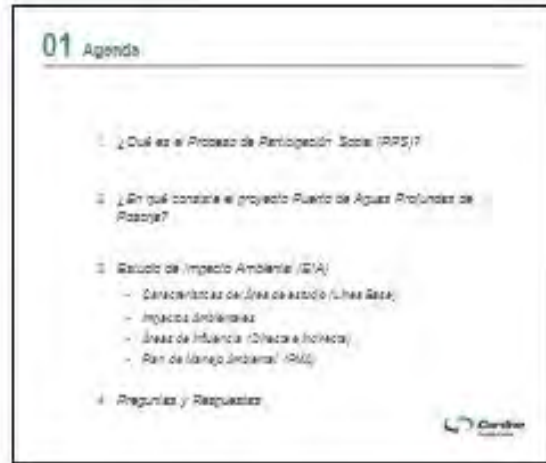 01 Agenda
1. ¿Qué es el Proceso de Participación Social (PPS)?
2. ¿En qué consiste el proyecto Puerto de Aguas Profundas de
Posorja?
3. Estudio de Impacto Ambiental (EIA)
- Características del Área de estudio (Línea Base)
- Impactos Ambientales
- Áreas de Influencia (Directa e Indirecta)
- Plan de Manejo Ambiental (PMA)
4. Preguntas y Respuestas
Cardno